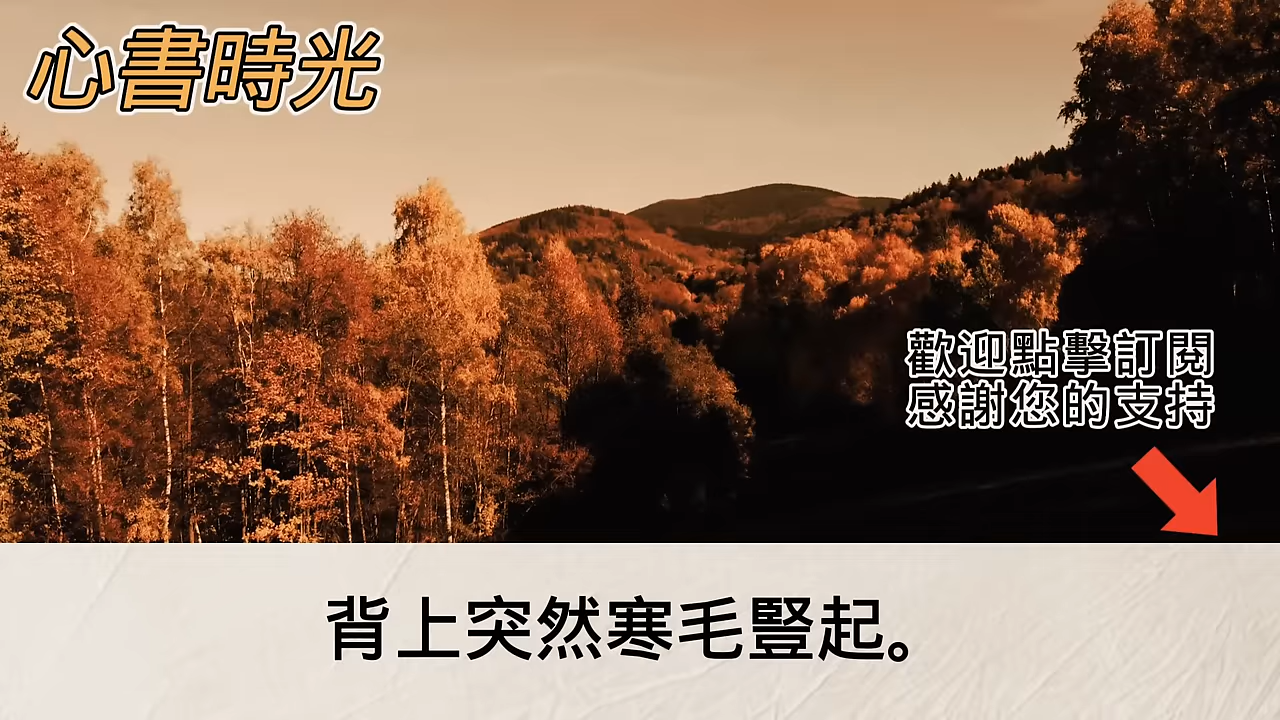 心書時光
歡迎點擊訂閱
感謝您的支持
背上突然寒毛豎起。